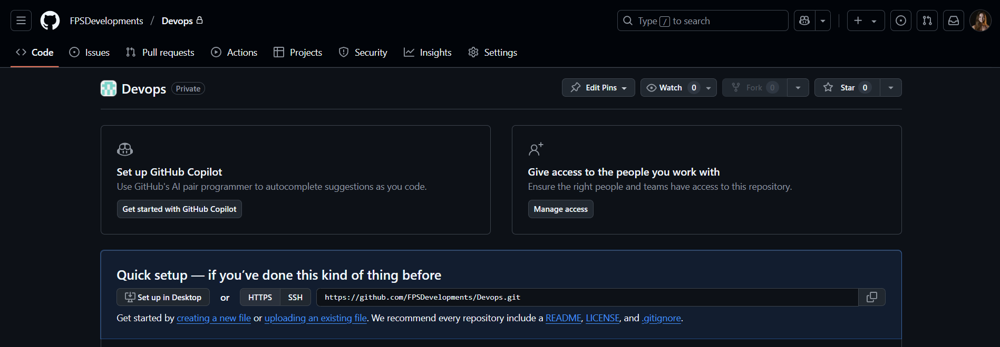 FPSDevelopments / Devops
Type / to search
Code Issues Pull requests Actions Projects Security Insights Settings
Devops Private
Edit Pins Watch 0 Fork 0 Star 0
Set up GitHub Copilot
Use GitHub's AI pair programmer to autocomplete suggestions as you code.
Get started with GitHub Copilot
Give access to the people you work with
Ensure the right people and teams have access to this repository.
Manage access
Quick setup — if you’ve done this kind of thing before
Set up in Desktop or HTTPS SSH https://github.com/FPSDevelopments/Devops.git
Get started by creating a new file or uploading an existing file. We recommend every repository include a README, LICENSE, and .gitignore.